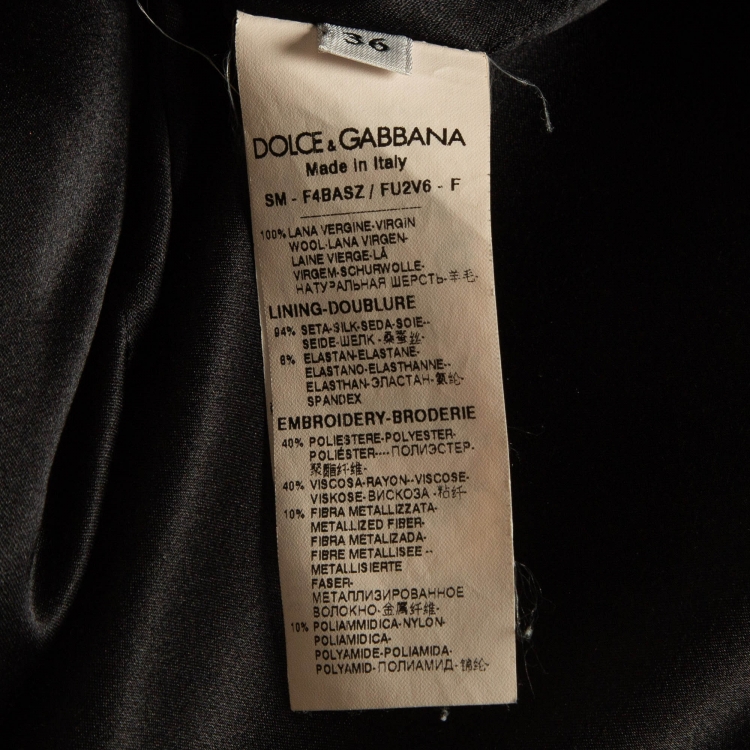 36
DOLCE & GABBANA
Made in Italy
SM - F4BASZ / FU2V6 - F
100% LANA VERGINE-VIRGIN
WOOL-LANA VIRGEN-
LAINE VIERGE-LÀ
VIRGEM-SCHURWOLLE-
НАТУРАЛЬНАЯ ШЕРСТЬ-羊毛-
LINING-DOUBLURE
94% SETA-SILK-SEDA-SOIE--
SEIDE-ШЕЛК-桑蚕丝-
6% ELASTAN-ELASTANE-
ELASTANO-ELASTHANNE--
ELASTHAN-ЭЛАСТАН-氨纶-
SPANDEX
EMBROIDERY-BRODERIE
40% POLIESTERE-POLYESTER-
POLIÉSTER----ПОЛИЭСТЕР-
聚酯纤维-
40% VISCOSA-RAYON--VISCOSE-
VISKOSE-ВИСКОЗА-粘纤-
10% FIBRA METALLIZZATA-
METALLIZED FIBER-
FIBRA METALIZADA-
FIBRE METALLISEE--
METALLISIERTE
FASER-
МЕТАЛЛИЗИРОВАННОЕ
ВОЛОКНО-金属纤维-
10% POLIAMMIDICA-NYLON-
POLIAMIDICA-
POLYAMIDE-POLIAMIDA-
POLYAMID-ПОЛИАМИД-锦纶-